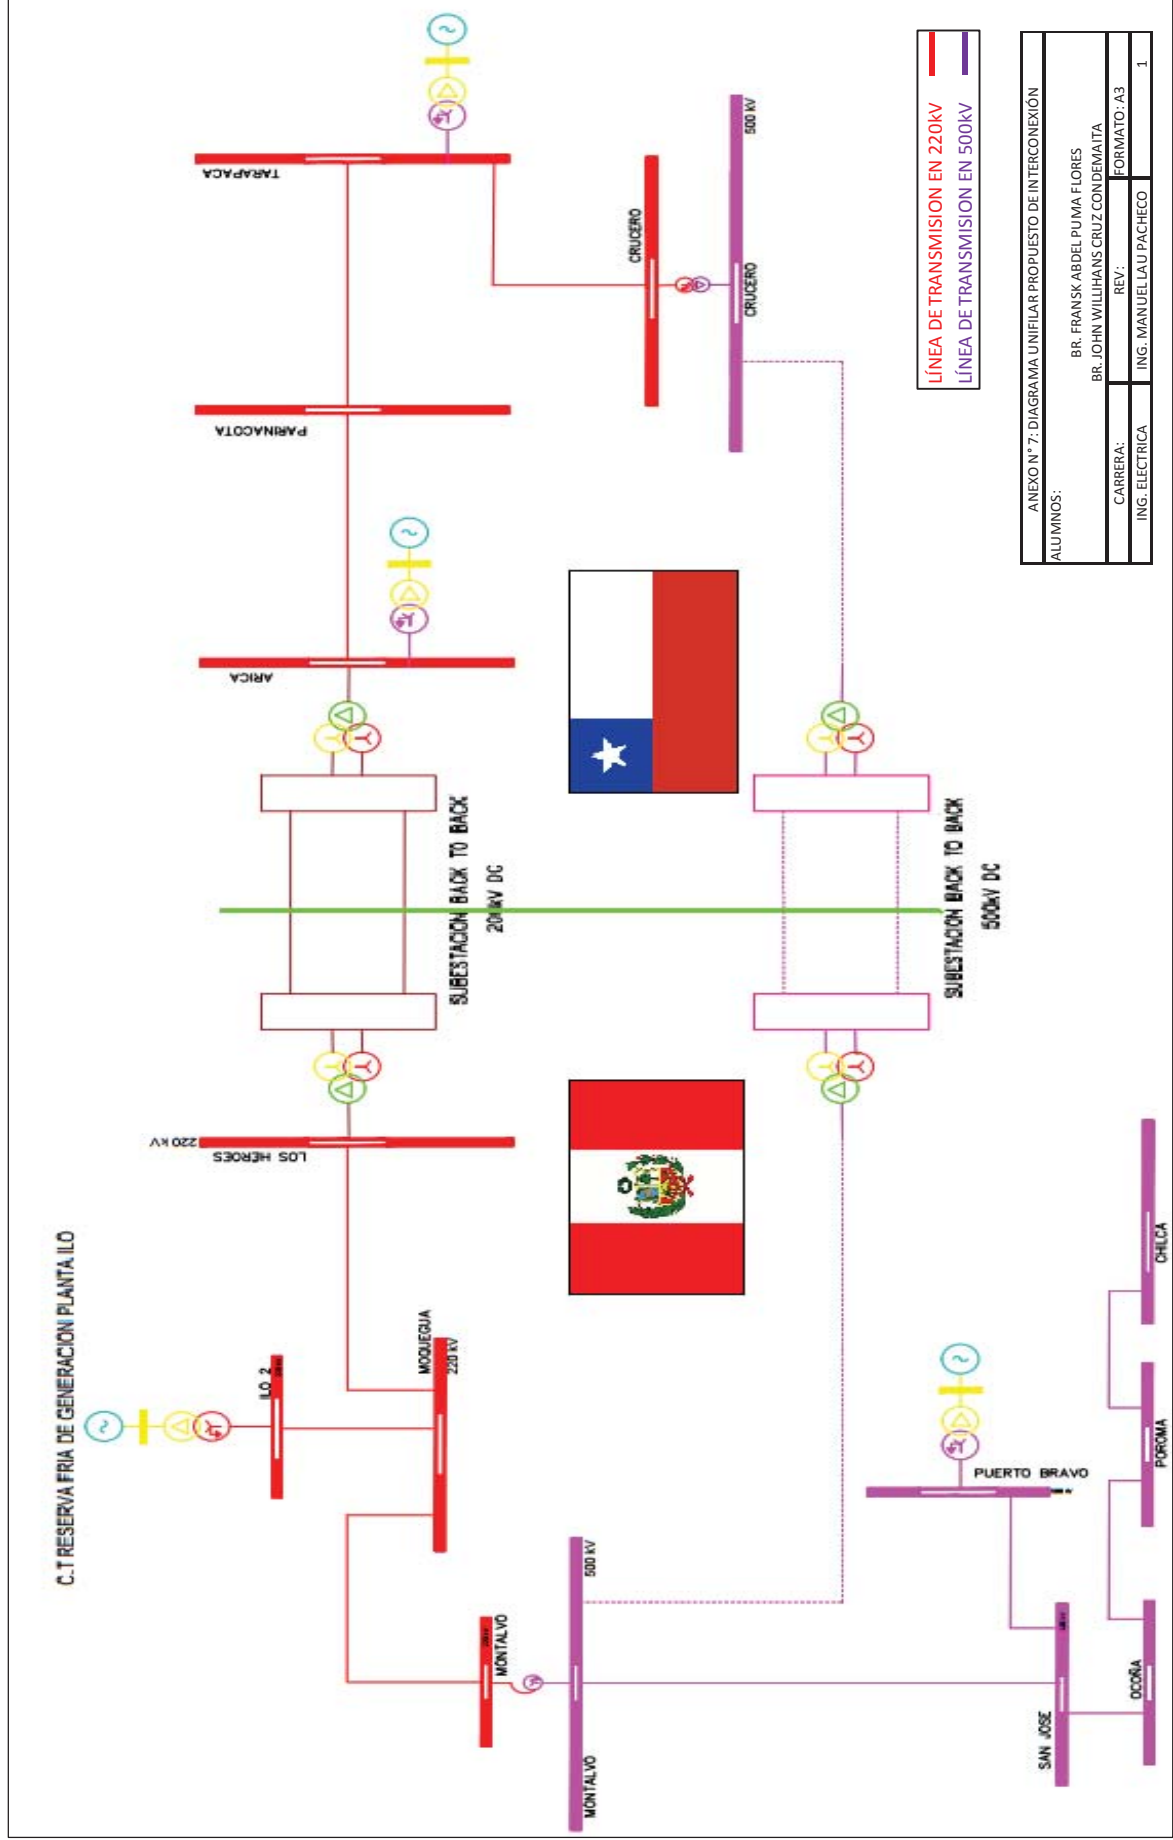 C.T RESERVA FRIA DE GENERACION PLANTA ILO
ILO 2
MOQUEGUA
220 kV
220 kV
LOS HEROES
MONTALVO
MONTALVO
500 kV
SAN JOSE
OCOÑA
POROMA
CHILCA
PUERTO BRAVO
SUBESTACION BACK TO BACK
200kV DC
SUBESTACION BACK TO BACK
500kV DC
ARICA
PARINACOTA
TARAPACA
CRUCERO
CRUCERO
500 kV
LÍNEA DE TRANSMISION EN 220kV
LÍNEA DE TRANSMISION EN 500kV
ANEXO N° 7: DIAGRAMA UNIFILAR PROPUESTO DE INTERCONEXIÓN
ALUMNOS:
BR. FRANSK ABDEL PUMA FLORES
BR. JOHN WILLIHANS CRUZ CONDEMAITA
CARRERA: REV: FORMATO: A3
ING. ELECTRICA ING. MANUEL LAU PACHECO 1